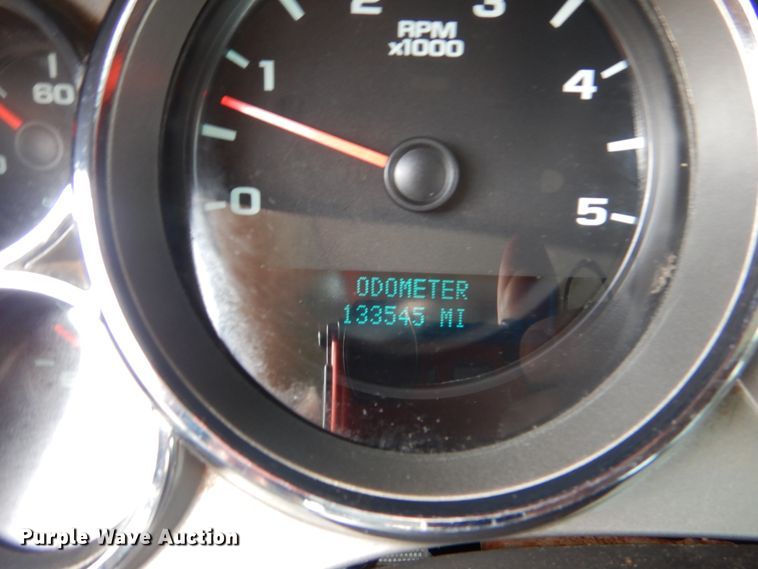 2 3
RPM
x1000
1 4
60
0 5
ODOMETER
133545 MI
Purple Wave Auction